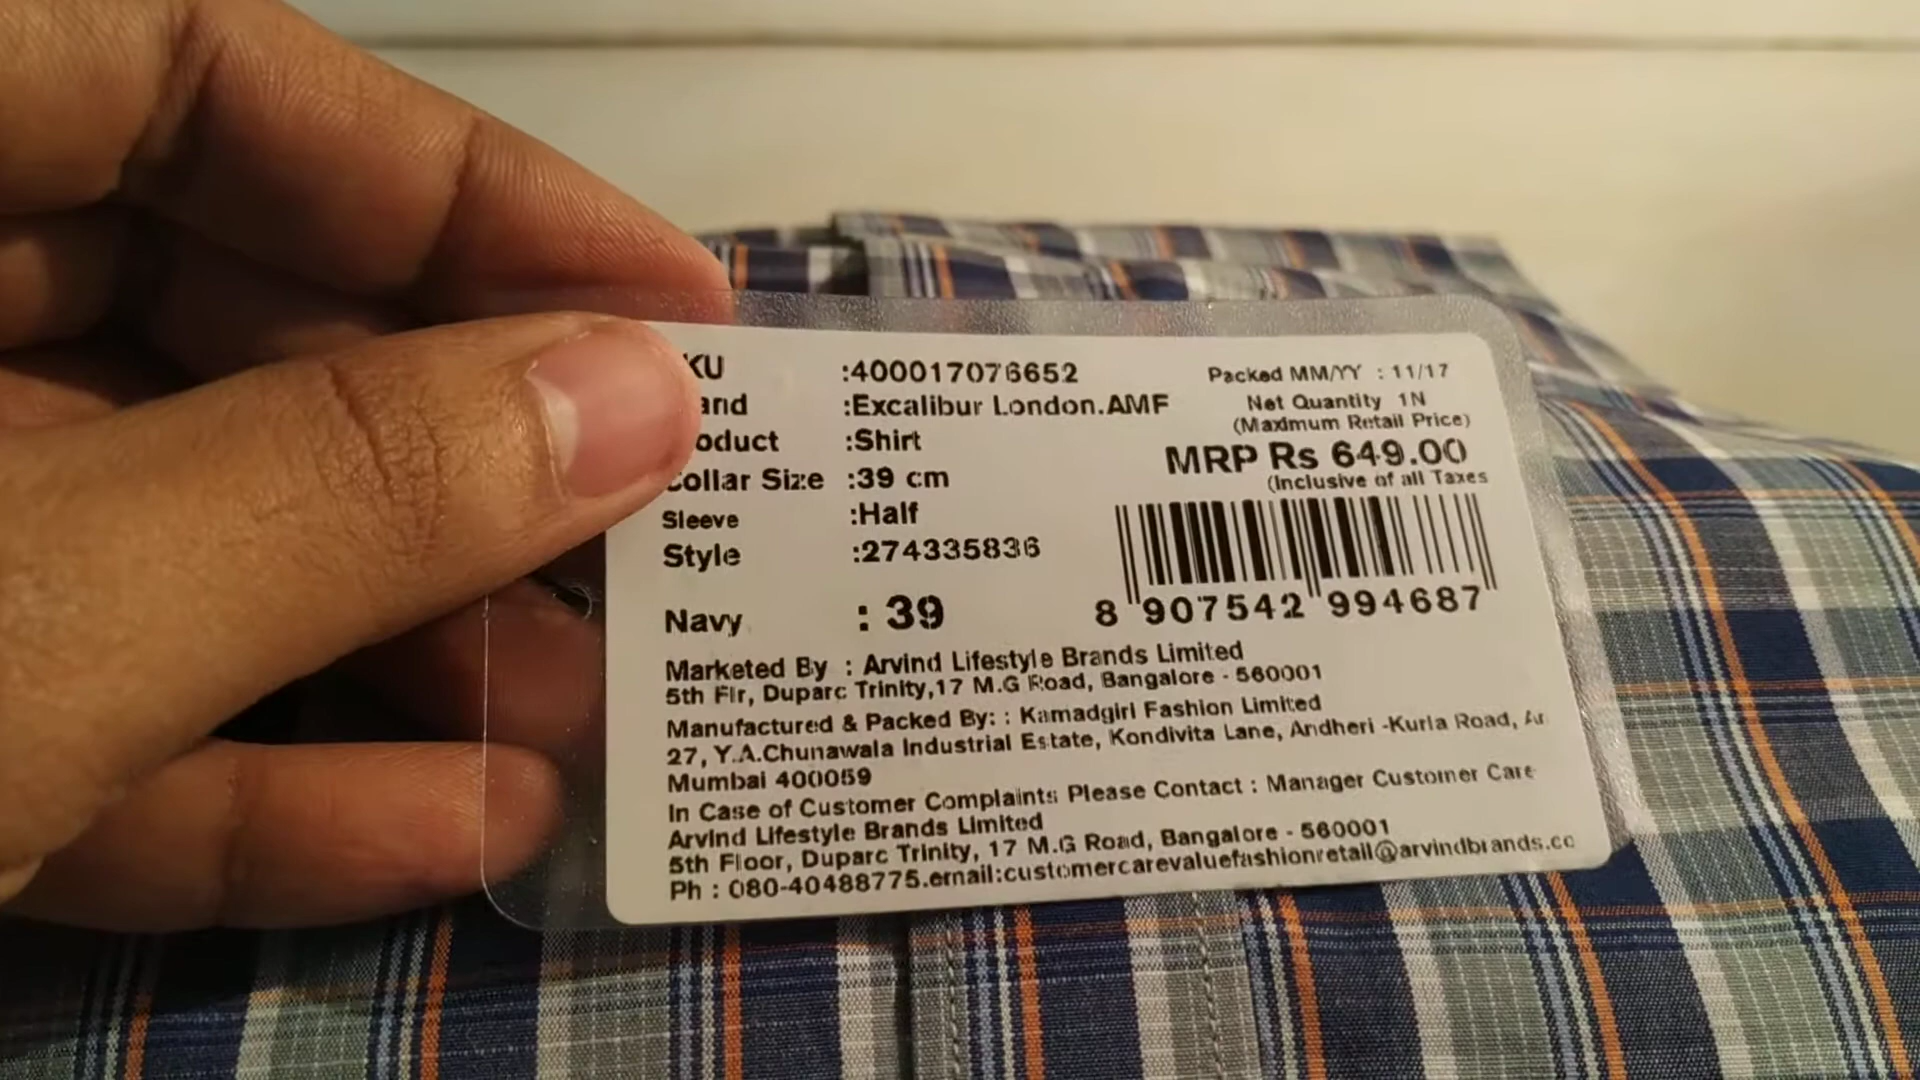 KU :400017076652
and :Excalibur London.AMF
oduct :Shirt
Collar Size :39 cm
Sleeve :Half
Style :274335836
Navy : 39
Packed MM/YY : 11/17
Net Quantity 1N
(Maximum Retail Price)
MRP Rs 649.00
(Inclusive of all Taxes
8 907542 994687
Marketed By : Arvind Lifestyle Brands Limited
5th Flr, Duparc Trinity,17 M.G Road, Bangalore - 560001
Manufactured & Packed By: : Kamadgiri Fashion Limited
27, Y.A.Chunawala Industrial Estate, Kondivita Lane, Andheri -Kurla Road,
Mumbai 400059
In Case of Customer Complaints Please Contact : Manager Customer Care
Arvind Lifestyle Brands Limited
5th Floor, Duparc Trinity, 17 M.G Road, Bangalore - 560001
Ph : 080-40488775.email:customercarevaluefashionretail@arvindbrands.co